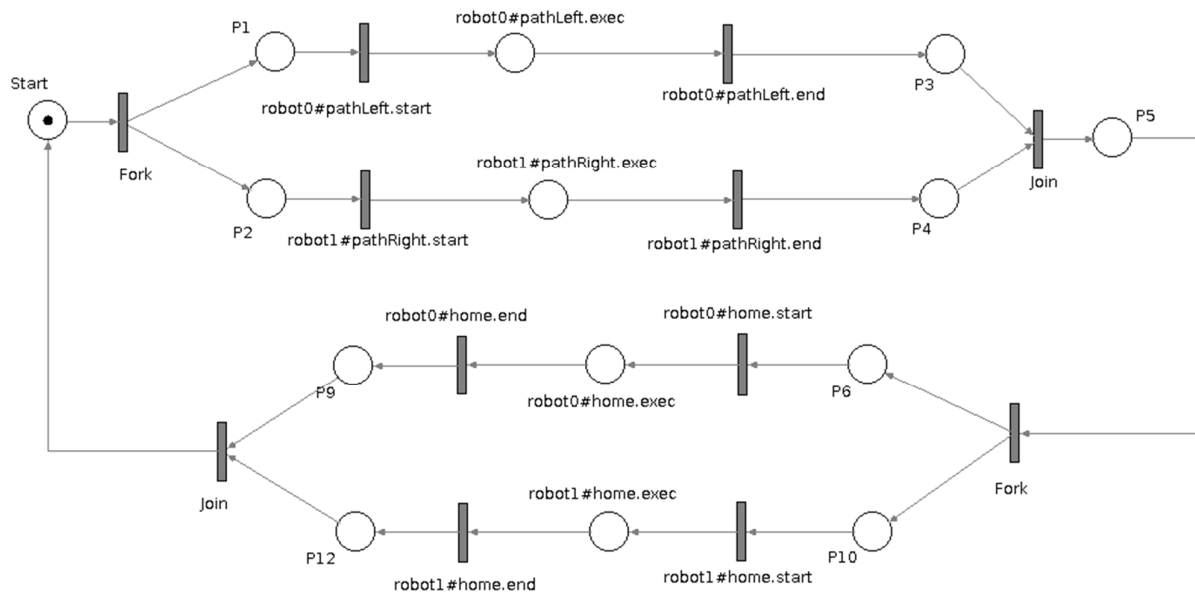 robot0#pathLeft.exec
P1
Start
robot0#pathLeft.start
robot0#pathLeft.end
P3
P5
Fork
robot1#pathRight.exec
Join
P2
robot1#pathRight.start
robot1#pathRight.end
P4
robot0#home.end
robot0#home.start
P9
robot0#home.exec
P6
Join
robot1#home.exec
Fork
P12
robot1#home.end
robot1#home.start
P10